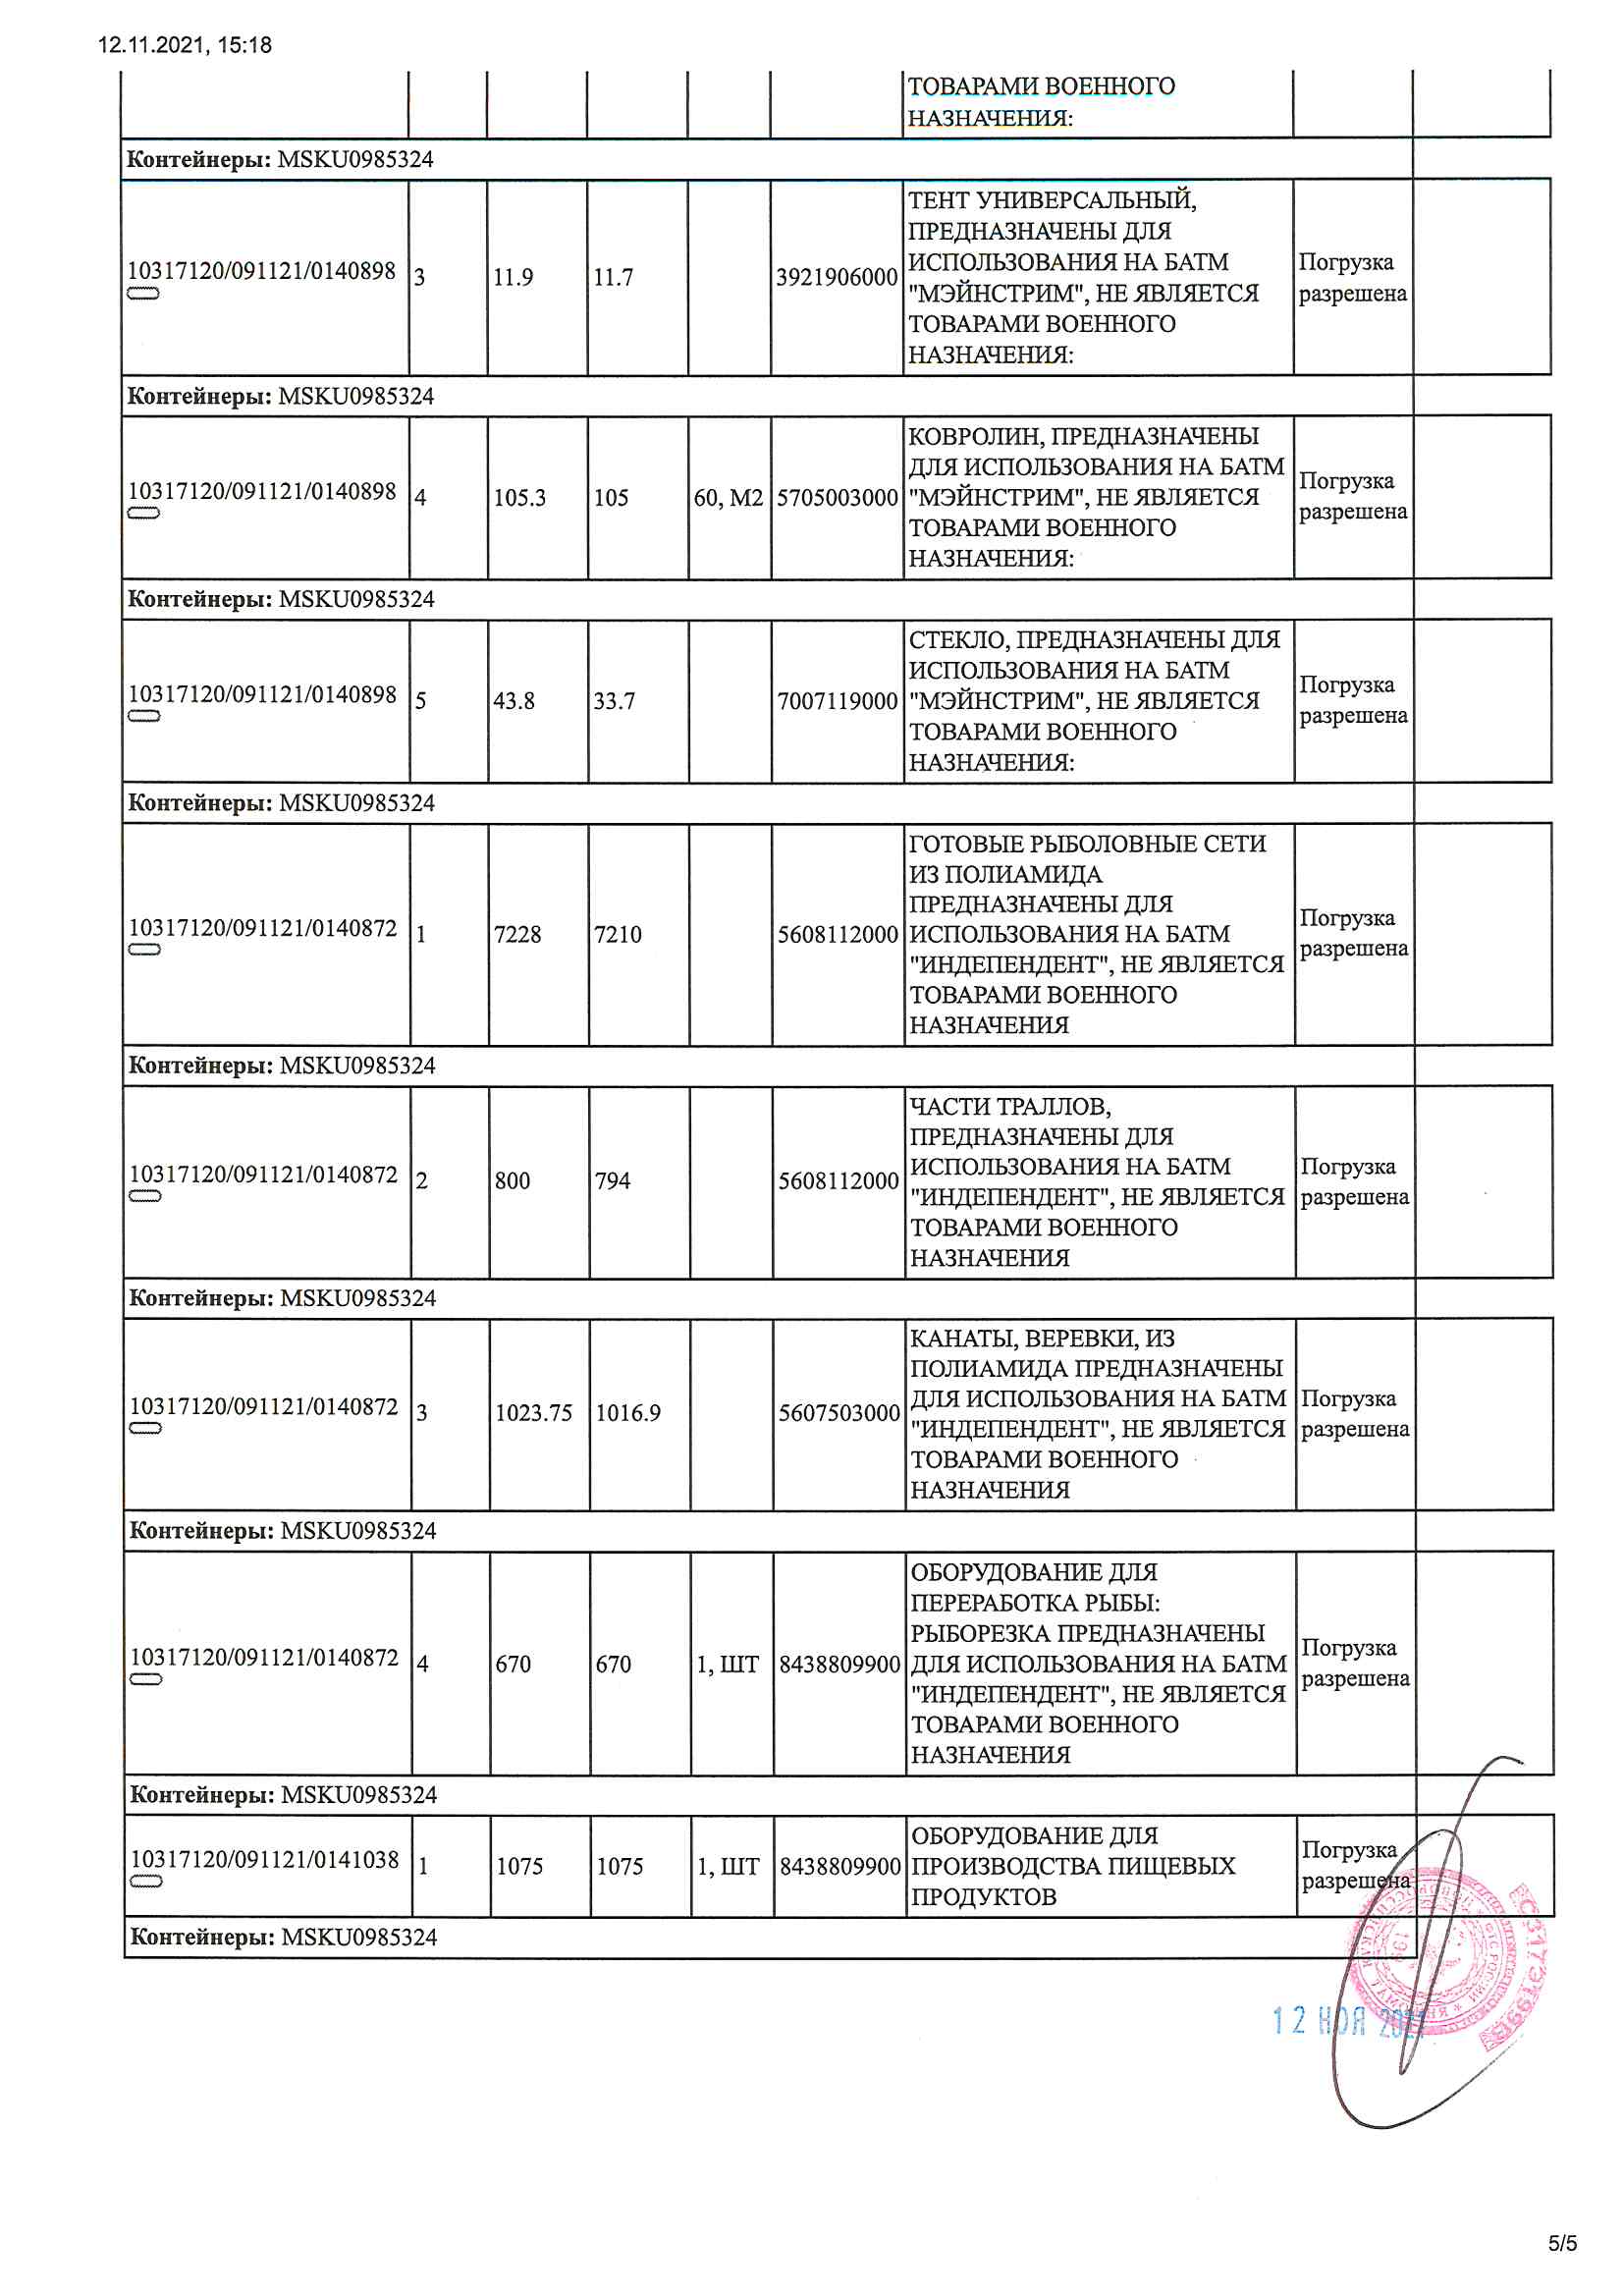 12.11.2021, 15:18
ТОВАРАМИ ВОЕННОГО
НАЗНАЧЕНИЯ:
Контейнеры: MSKU0985324
10317120/091121/0140898 3 11.9 11.7 3921906000
ТЕНТ УНИВЕРСАЛЬНЫЙ,
ПРЕДНАЗНАЧЕНЫ ДЛЯ
ИСПОЛЬЗОВАНИЯ НА БАТМ
"МЭЙНСТРИМ", НЕ ЯВЛЯЕТСЯ
ТОВАРАМИ ВОЕННОГО
НАЗНАЧЕНИЯ:
Погрузка
разрешена
Контейнеры: MSKU0985324
10317120/091121/0140898 4 105.3 105 60, М2 5705003000
КОВРОЛИН, ПРЕДНАЗНАЧЕНЫ
ДЛЯ ИСПОЛЬЗОВАНИЯ НА БАТМ
"МЭЙНСТРИМ", НЕ ЯВЛЯЕТСЯ
ТОВАРАМИ ВОЕННОГО
НАЗНАЧЕНИЯ:
Погрузка
разрешена
Контейнеры: MSKU0985324
10317120/091121/0140898 5 43.8 33.7 7007119000
СТЕКЛО, ПРЕДНАЗНАЧЕНЫ ДЛЯ
ИСПОЛЬЗОВАНИЯ НА БАТМ
"МЭЙНСТРИМ", НЕ ЯВЛЯЕТСЯ
ТОВАРАМИ ВОЕННОГО
НАЗНАЧЕНИЯ:
Погрузка
разрешена
Контейнеры: MSKU0985324
10317120/091121/0140872 1 7228 7210 5608112000
ГОТОВЫЕ РЫБОЛОВНЫЕ СЕТИ
ИЗ ПОЛИАМИДА
ПРЕДНАЗНАЧЕНЫ ДЛЯ
ИСПОЛЬЗОВАНИЯ НА БАТМ
"ИНДЕПЕНДЕНТ", НЕ ЯВЛЯЕТСЯ
ТОВАРАМИ ВОЕННОГО
НАЗНАЧЕНИЯ
Погрузка
разрешена
Контейнеры: MSKU0985324
10317120/091121/0140872 2 800 794 5608112000
ЧАСТИ ТРАЛЛОВ,
ПРЕДНАЗНАЧЕНЫ ДЛЯ
ИСПОЛЬЗОВАНИЯ НА БАТМ
"ИНДЕПЕНДЕНТ", НЕ ЯВЛЯЕТСЯ
ТОВАРАМИ ВОЕННОГО
НАЗНАЧЕНИЯ
Погрузка
разрешена
Контейнеры: MSKU0985324
10317120/091121/0140872 3 1023.75 1016.9 5607503000
КАНАТЫ, ВЕРЕВКИ, ИЗ
ПОЛИАМИДА ПРЕДНАЗНАЧЕНЫ
ДЛЯ ИСПОЛЬЗОВАНИЯ НА БАТМ
"ИНДЕПЕНДЕНТ", НЕ ЯВЛЯЕТСЯ
ТОВАРАМИ ВОЕННОГО
НАЗНАЧЕНИЯ
Погрузка
разрешена
Контейнеры: MSKU0985324
10317120/091121/0140872 4 670 670 1, ШТ 8438809900
ОБОРУДОВАНИЕ ДЛЯ
ПЕРЕРАБОТКА РЫБЫ:
РЫБОРЕЗКА ПРЕДНАЗНАЧЕНЫ
ДЛЯ ИСПОЛЬЗОВАНИЯ НА БАТМ
"ИНДЕПЕНДЕНТ", НЕ ЯВЛЯЕТСЯ
ТОВАРАМИ ВОЕННОГО
НАЗНАЧЕНИЯ
Погрузка
разрешена
Контейнеры: MSKU0985324
10317120/091121/0141038 1 1075 1075 1, ШТ 8438809900
ОБОРУДОВАНИЕ ДЛЯ
ПРОИЗВОДСТВА ПИЩЕВЫХ
ПРОДУКТОВ
Погрузка
разрешена
Контейнеры: MSKU0985324
12 НОЯ 2021
5/5